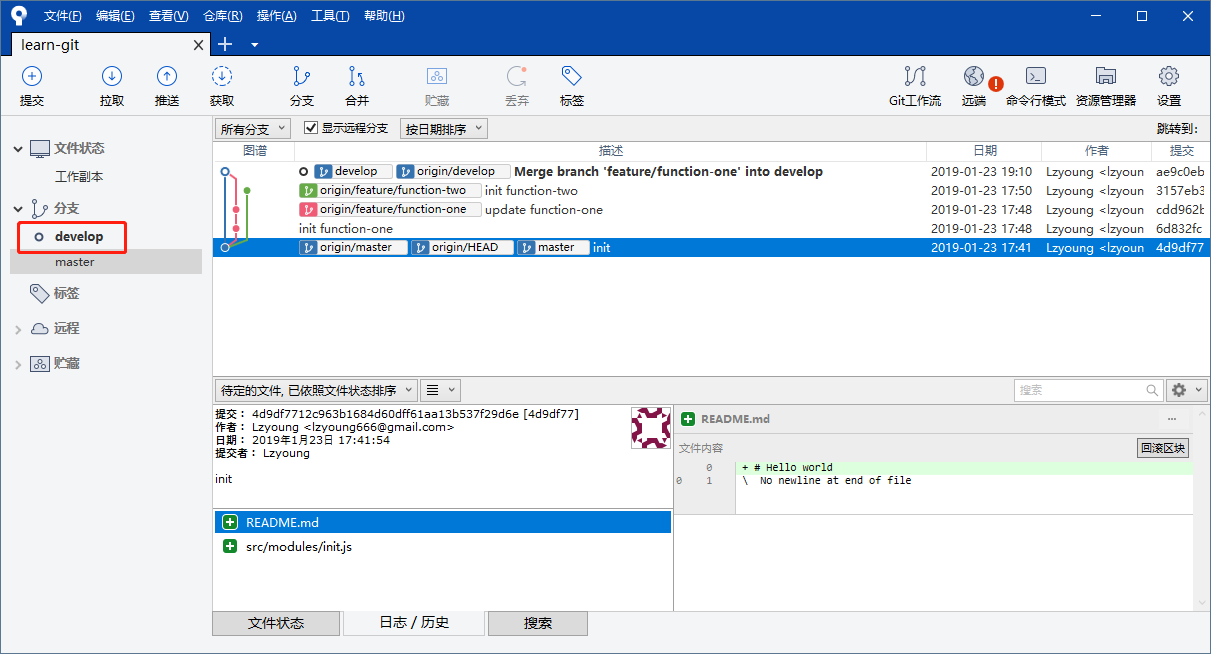 文件(F) 编辑(E) 查看(V) 仓库(R) 操作(A) 工具(T) 帮助(H)
learn-git
提交 拉取 推送 获取 分支 合并 贮藏 丢弃 标签 Git工作流 远端 命令行模式 资源管理器 设置
所有分支 显示远程分支 按日期排序 跳转到:
图谱 描述 日期 作者 提交
develop origin/develop Merge branch 'feature/function-one' into develop 2019-01-23 19:10 Lzyoung <lzyoun ae9c0eb
origin/feature/function-two init function-two 2019-01-23 17:50 Lzyoung <lzyoun 3157eb3
origin/feature/function-one update function-one 2019-01-23 17:48 Lzyoung <lzyoun cdd962b
init function-one 2019-01-23 17:48 Lzyoung <lzyoun 6d832fc
origin/master origin/HEAD master init 2019-01-23 17:41 Lzyoung <lzyoun 4d9df77
文件状态
工作副本
分支
develop
master
标签
远程
贮藏
待定的文件, 已依照文件状态排序 搜索
提交： 4d9df7712c963b1684d60dff61aa13b537f29d6e [4d9df77]
作者： Lzyoung <lzyoung666@gmail.com>
日期： 2019年1月23日 17:41:54
提交者： Lzyoung
init
README.md
src/modules/init.js
README.md ...
文件内容 回滚区块
0 + # Hello world
0 1 \ No newline at end of file
文件状态 日志 / 历史 搜索